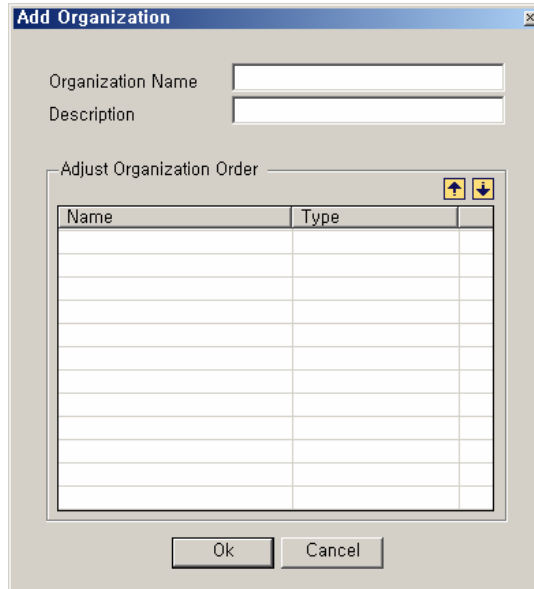 Add Organization
Organization Name
Description
Adjust Organization Order
Name Type
Ok Cancel